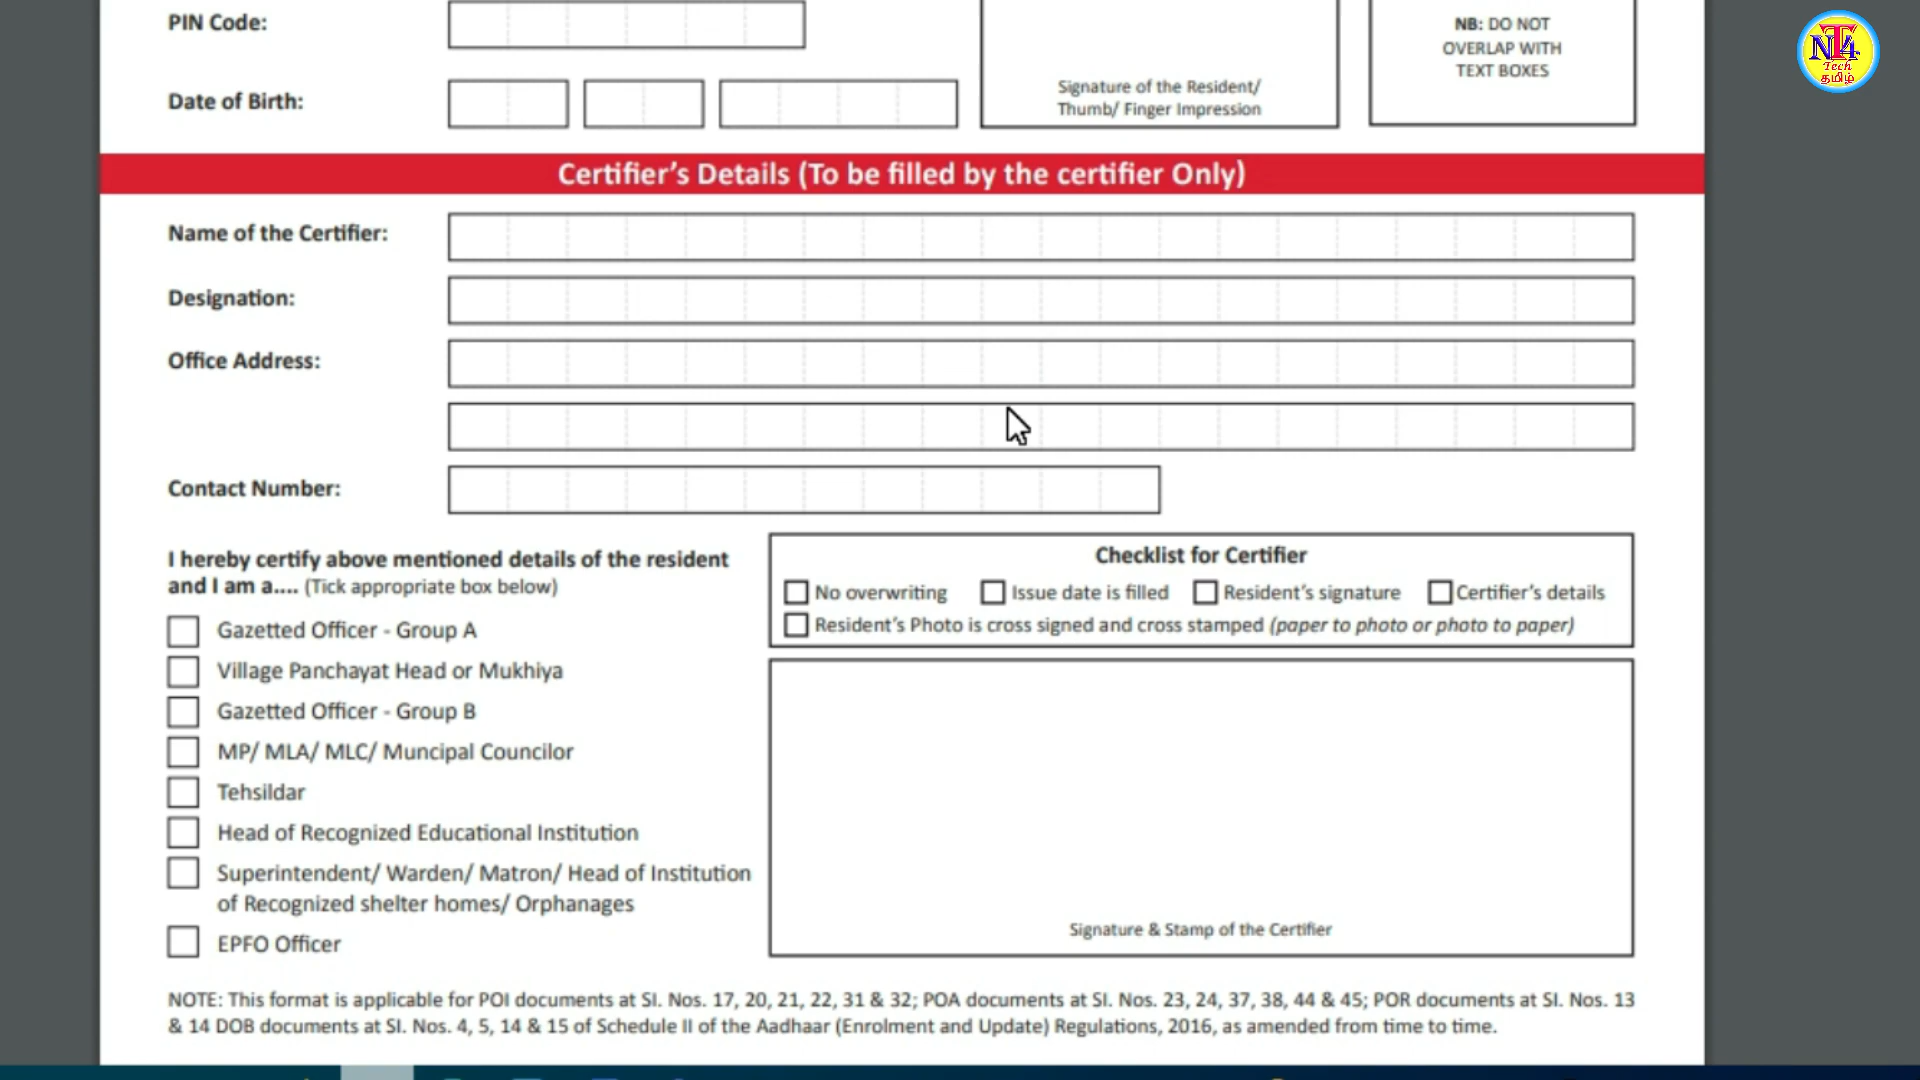 PIN Code:
NB: DO NOT
OVERLAP WITH
TEXT BOXES
Signature of the Resident/
Thumb/ Finger Impression
Date of Birth:
Certifier's Details (To be filled by the certifier Only)
Name of the Certifier:
Designation:
Office Address:
Contact Number:
I hereby certify above mentioned details of the resident
and I am a.... (Tick appropriate box below)
Gazetted Officer - Group A
Village Panchayat Head or Mukhiya
Gazetted Officer - Group B
MP/ MLA/ MLC/ Muncipal Councilor
Tehsildar
Head of Recognized Educational Institution
Superintendent/ Warden/ Matron/ Head of Institution
of Recognized shelter homes/ Orphanages
EPFO Officer
Checklist for Certifier
No overwriting Issue date is filled Resident's signature Certifier's details
Resident's Photo is cross signed and cross stamped (paper to photo or photo to paper)
Signature & Stamp of the Certifier
NOTE: This format is applicable for POI documents at SI. Nos. 17, 20, 21, 22, 31 & 32; POA documents at SI. Nos. 23, 24, 37, 38, 44 & 45; POR documents at SI. Nos. 13
& 14 DOB documents at SI. Nos. 4, 5, 14 & 15 of Schedule II of the Aadhaar (Enrolment and Update) Regulations, 2016, as amended from time to time.
NT4
Tech
தமிழ்